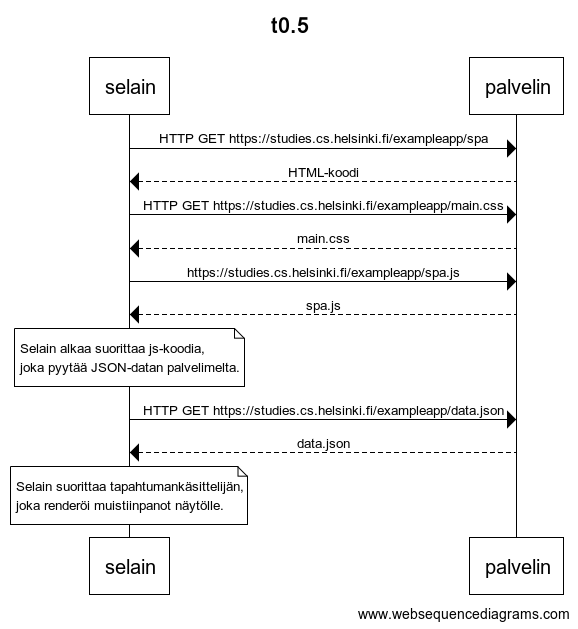 t0.5
selain
palvelin
HTTP GET https://studies.cs.helsinki.fi/exampleapp/spa
HTML-koodi
HTTP GET https://studies.cs.helsinki.fi/exampleapp/main.css
main.css
https://studies.cs.helsinki.fi/exampleapp/spa.js
spa.js
Selain alkaa suorittaa js-koodia,
joka pyytää JSON-datan palvelimelta.
HTTP GET https://studies.cs.helsinki.fi/exampleapp/data.json
data.json
Selain suorittaa tapahtumankäsittelijän,
joka renderöi muistiinpanot näytölle.
selain
palvelin
www.websequencediagrams.com